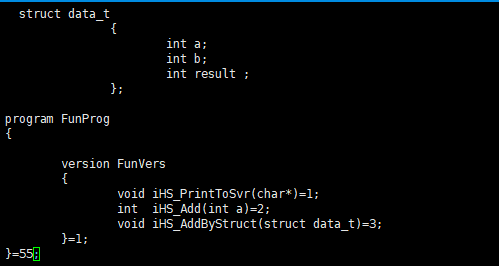 struct data_t
{
int a;
int b;
int result ;
};
program FunProg
{
version FunVers
{
void iHS_PrintToSvr(char*)=1;
int  iHS_Add(int a)=2;
void iHS_AddByStruct(struct data_t)=3;
}=1;
}=55;